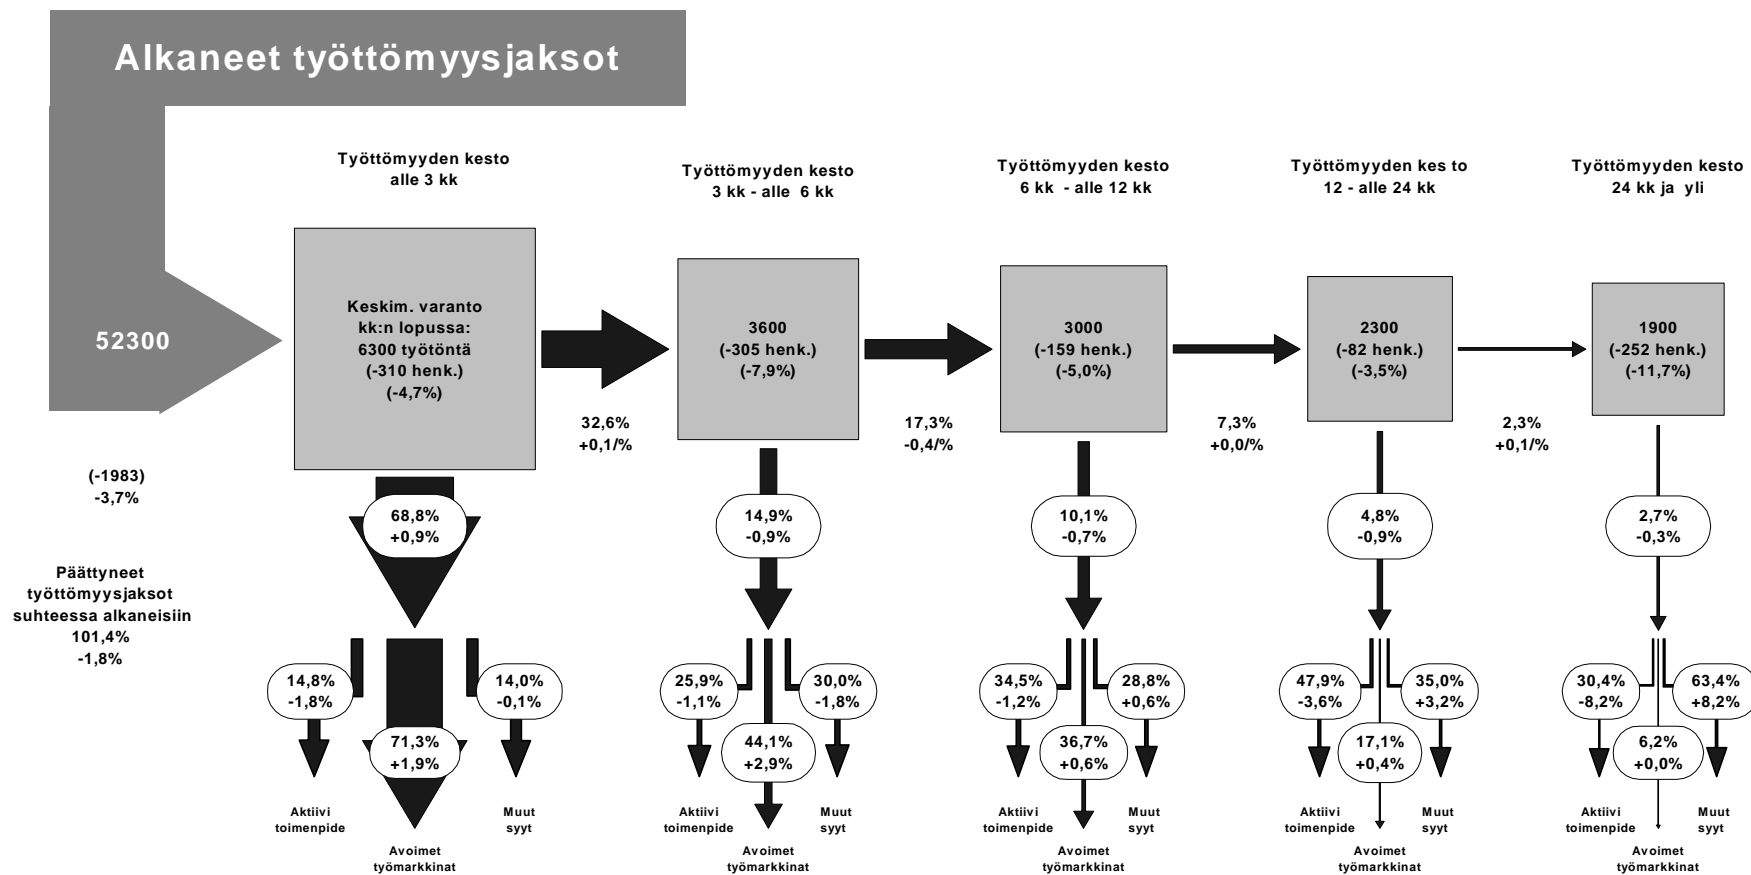 Alkaneet työttömyysjaksot
52300
(-1983)
-3,7%
Päättyneet
työttömyysjaksot
suhteessa alkaneisiin
101,4%
-1,8%
Työttömyyden kesto
alle 3 kk
Keskim. varanto
kk:n lopussa:
6300 työtöntä
(-310 henk.)
(-4,7%)
32,6%
+0,1/%
68,8%
+0,9%
14,8%
-1,8%
14,0%
-0,1%
71,3%
+1,9%
Aktiivi
toimenpide
Muut
syyt
Avoimet
työmarkkinat
Työttömyyden kesto
3 kk - alle  6 kk
3600
(-305 henk.)
(-7,9%)
17,3%
-0,4/%
14,9%
-0,9%
25,9%
-1,1%
30,0%
-1,8%
44,1%
+2,9%
Aktiivi
toimenpide
Muut
syyt
Avoimet
työmarkkinat
Työttömyyden kesto
6 kk  - alle 12 kk
3000
(-159 henk.)
(-5,0%)
7,3%
+0,0/%
10,1%
-0,7%
34,5%
-1,2%
28,8%
+0,6%
36,7%
+0,6%
Aktiivi
toimenpide
Muut
syyt
Avoimet
työmarkkinat
Työttömyyden kes to
12 - alle 24 kk
2300
(-82 henk.)
(-3,5%)
2,3%
+0,1/%
4,8%
-0,9%
47,9%
-3,6%
35,0%
+3,2%
17,1%
+0,4%
Aktiivi
toimenpide
Muut
syyt
Avoimet
työmarkkinat
Työttömyyden kesto
24 kk ja  yli
1900
(-252 henk.)
(-11,7%)
2,7%
-0,3%
30,4%
-8,2%
63,4%
+8,2%
6,2%
+0,0%
Aktiivi
toimenpide
Muut
syyt
Avoimet
työmarkkinat